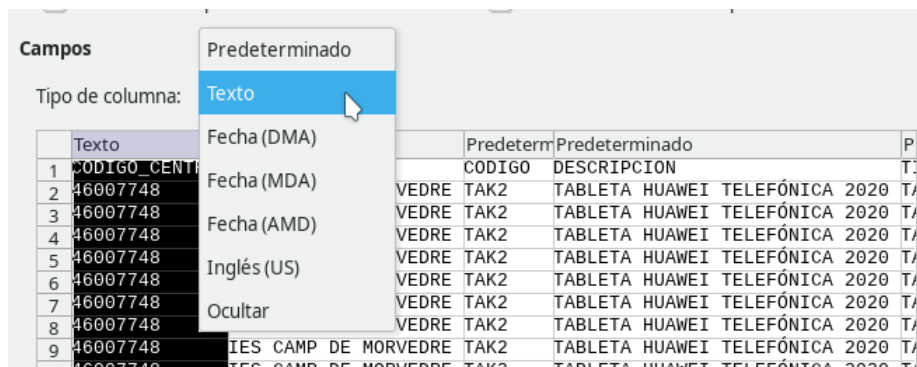 Campos
Predeterminado
Tipo de columna: Texto
Fecha (DMA)
Fecha (MDA)
Fecha (AMD)
Inglés (US)
Ocultar
Texto Predeterm Predeterminado P
1 CODIGO_CENTR CODIGO DESCRIPCION
2 46007748 VEDRE TAK2 TABLETA HUAWEI TELEFÓNICA 2020
3 46007748 VEDRE TAK2 TABLETA HUAWEI TELEFÓNICA 2020
4 46007748 VEDRE TAK2 TABLETA HUAWEI TELEFÓNICA 2020
5 46007748 VEDRE TAK2 TABLETA HUAWEI TELEFÓNICA 2020
6 46007748 VEDRE TAK2 TABLETA HUAWEI TELEFÓNICA 2020
7 46007748 VEDRE TAK2 TABLETA HUAWEI TELEFÓNICA 2020
8 46007748 VEDRE TAK2 TABLETA HUAWEI TELEFÓNICA 2020
9 46007748 IES CAMP DE MORVEDRE TAK2 TABLETA HUAWEI TELEFÓNICA 2020